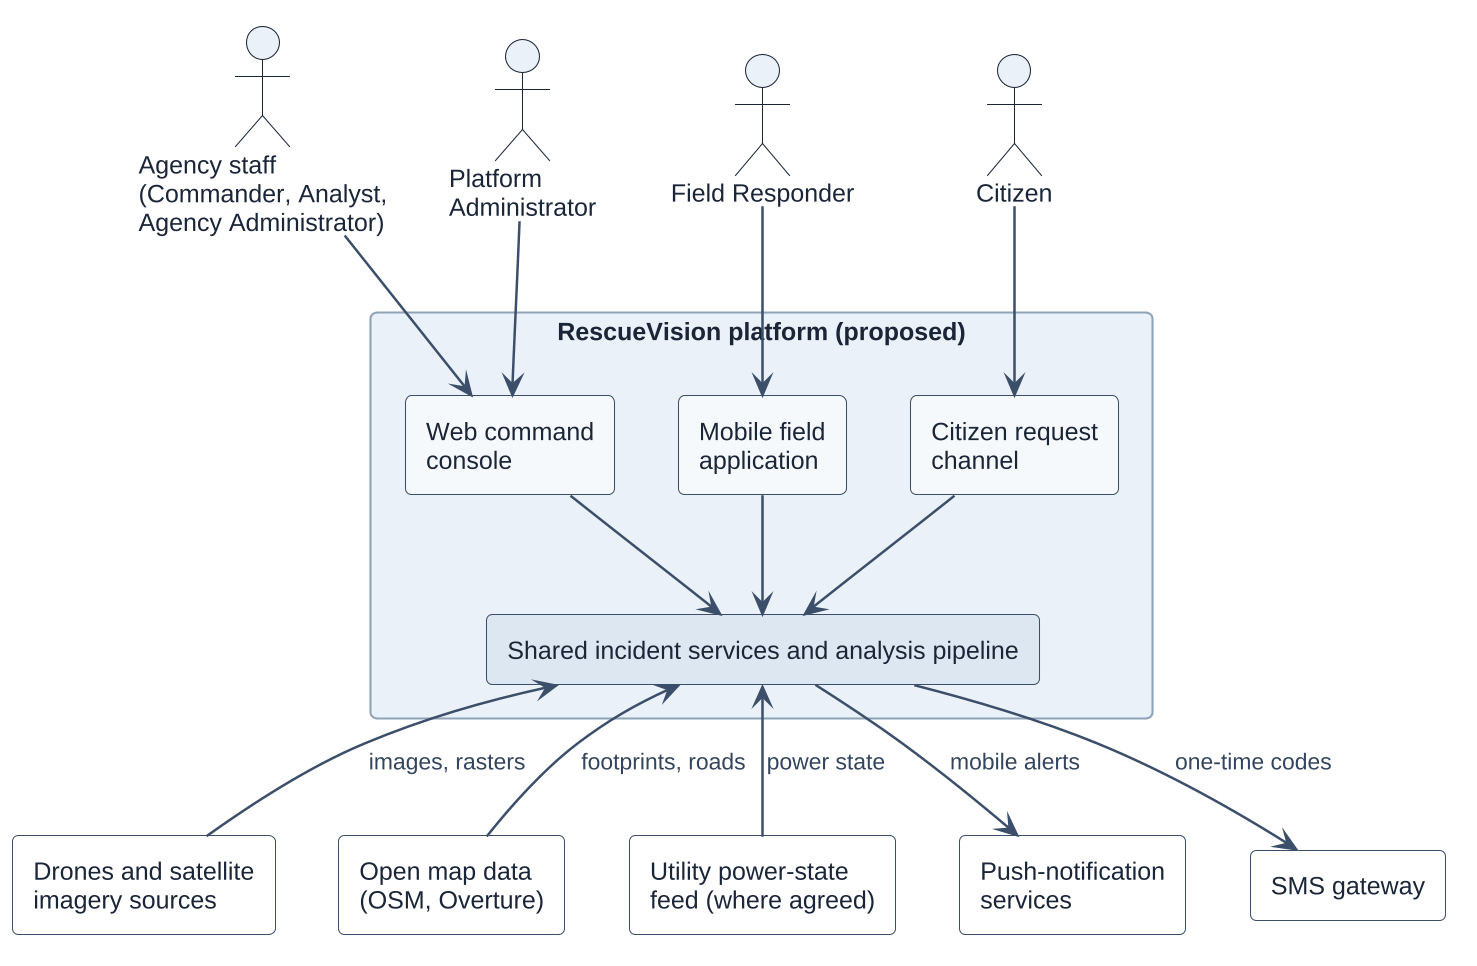 Agency staff
(Commander, Analyst,
Agency Administrator)
Platform
Administrator
Field Responder
Citizen
RescueVision platform (proposed)
Web command
console
Mobile field
application
Citizen request
channel
Shared incident services and analysis pipeline
images, rasters
footprints, roads
power state
mobile alerts
one-time codes
Drones and satellite
imagery sources
Open map data
(OSM, Overture)
Utility power-state
feed (where agreed)
Push-notification
services
SMS gateway